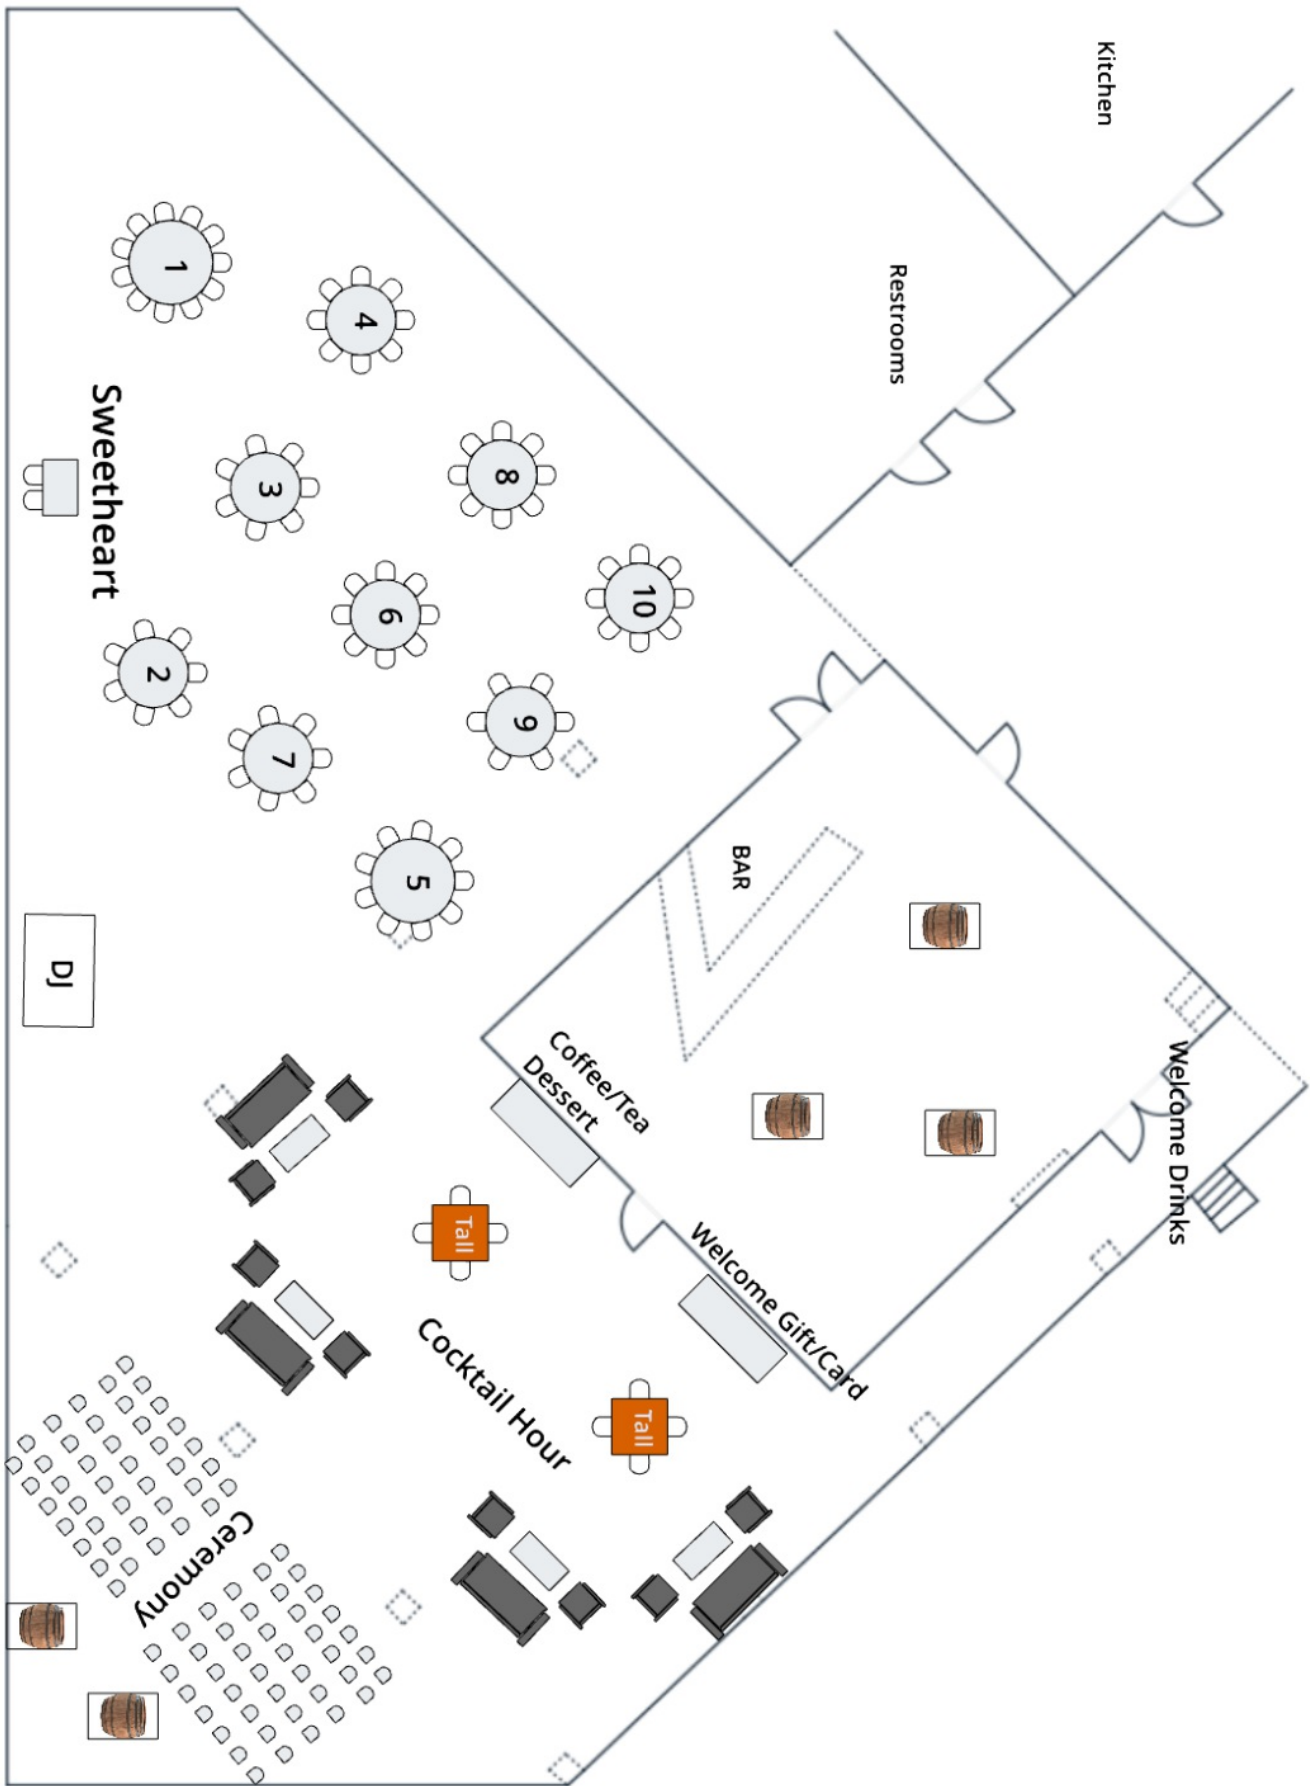 Kitchen
Restrooms
1
4
Sweetheart
3
8
6
10
2
7
9
5
BAR
DJ
Coffee/Tea
Dessert
Welcome Drinks
Welcome Gift/Card
Tall
Tall
Cocktail Hour
Ceremony